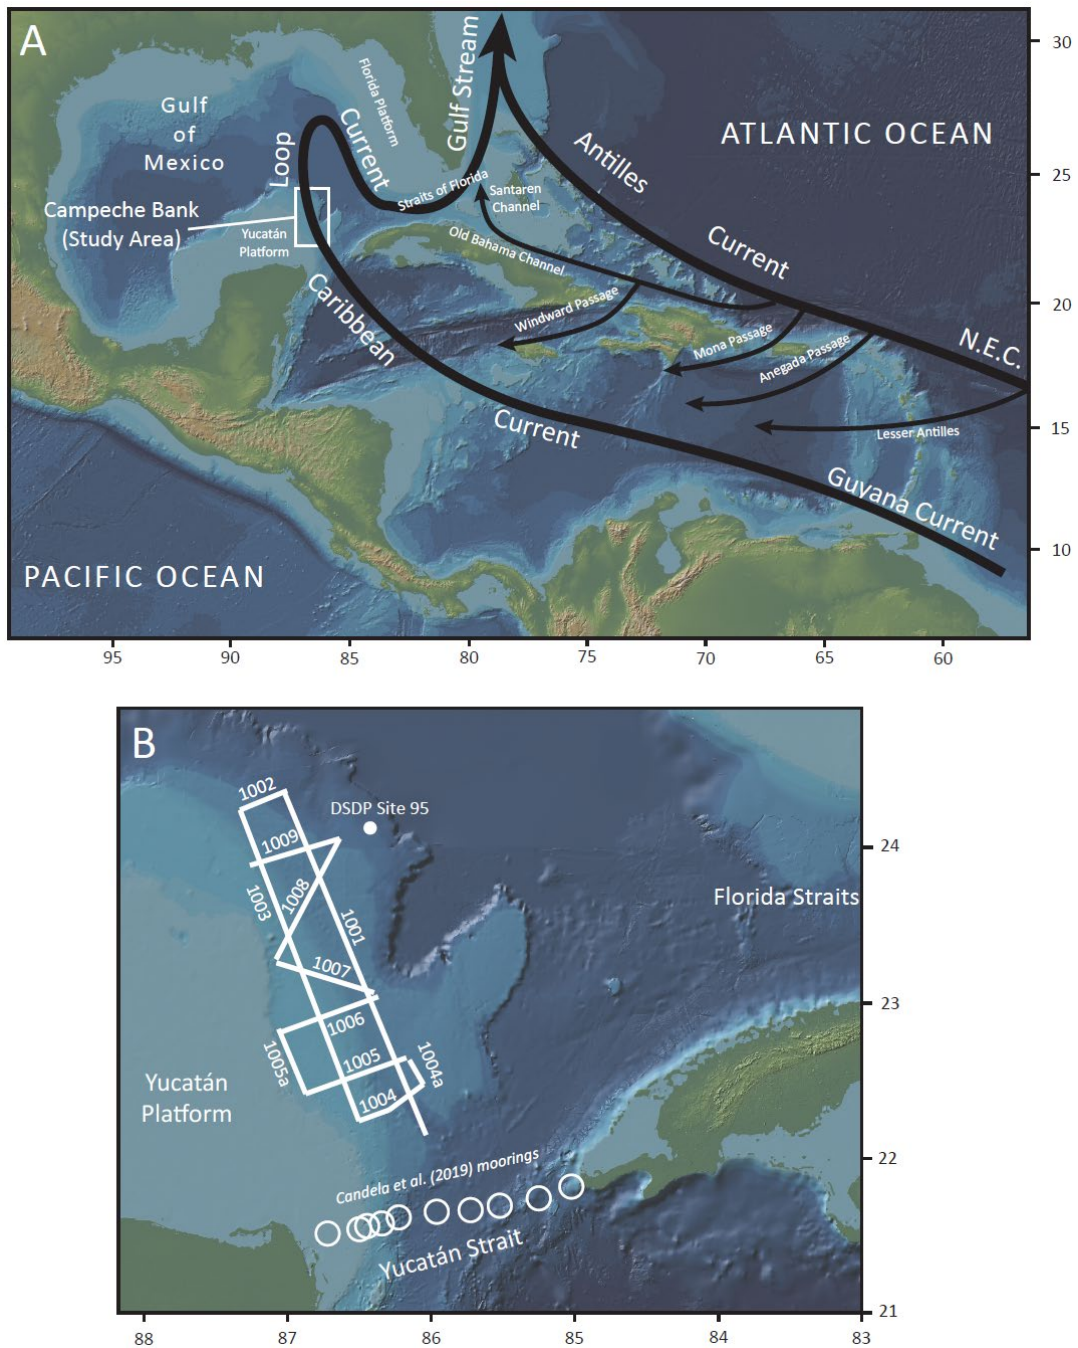 A
Gulf
of
Mexico
Florida Platform
Gulf Stream
ATLANTIC OCEAN
Loop
Current
Antilles
Current
Straits of Florida
Santaren
Channel
Campeche Bank
(Study Area)
Yucatán
Platform
Old Bahama Channel
Caribbean
Current
Windward Passage
Mona Passage
Anegada Passage
N.E.C.
Lesser Antilles
Guyana Current
PACIFIC OCEAN
30
25
20
15
10
95
90
85
80
75
70
65
60
B
1002
DSDP Site 95
1009
1003
1008
1001
1007
Florida Straits
1006
1005a
1005
1004a
1004
Yucatán
Platform
Candela et al. (2019) moorings
Yucatán Strait
24
23
22
21
88
87
86
85
84
83